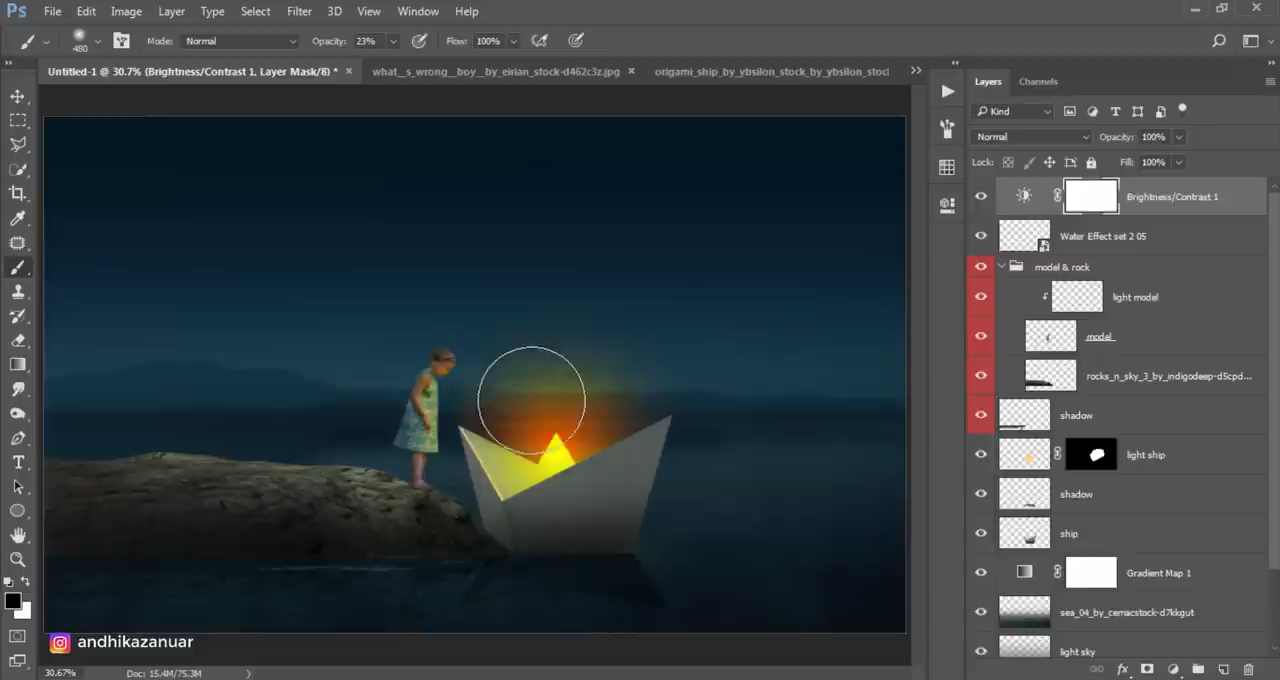 Ps File Edit Image Layer Type Select Filter 3D View Window Help
480 Mode: Normal Opacity: 23% Flow: 100%
Untitled-1 @ 30.7% (Brightness/Contrast 1, Layer Mask/8) * × what__s_wrong__boy__by_eirian_stock-d462c3z.jpg × origami_ship_by_ybsilon_stock_by_ybsilon_stock
Layers Channels
Kind
Normal Opacity: 100%
Lock: Fill: 100%
Brightness/Contrast 1
Water Effect set 2 05
model & rock
light model
model
rocks_n_sky_3_by_indigodeep-d5cpd...
shadow
light ship
shadow
ship
Gradient Map 1
sea_04_by_cemacstock-d7kkgut
light sky
andhikazanuar
30.67% Doc: 15.4M/75.3M